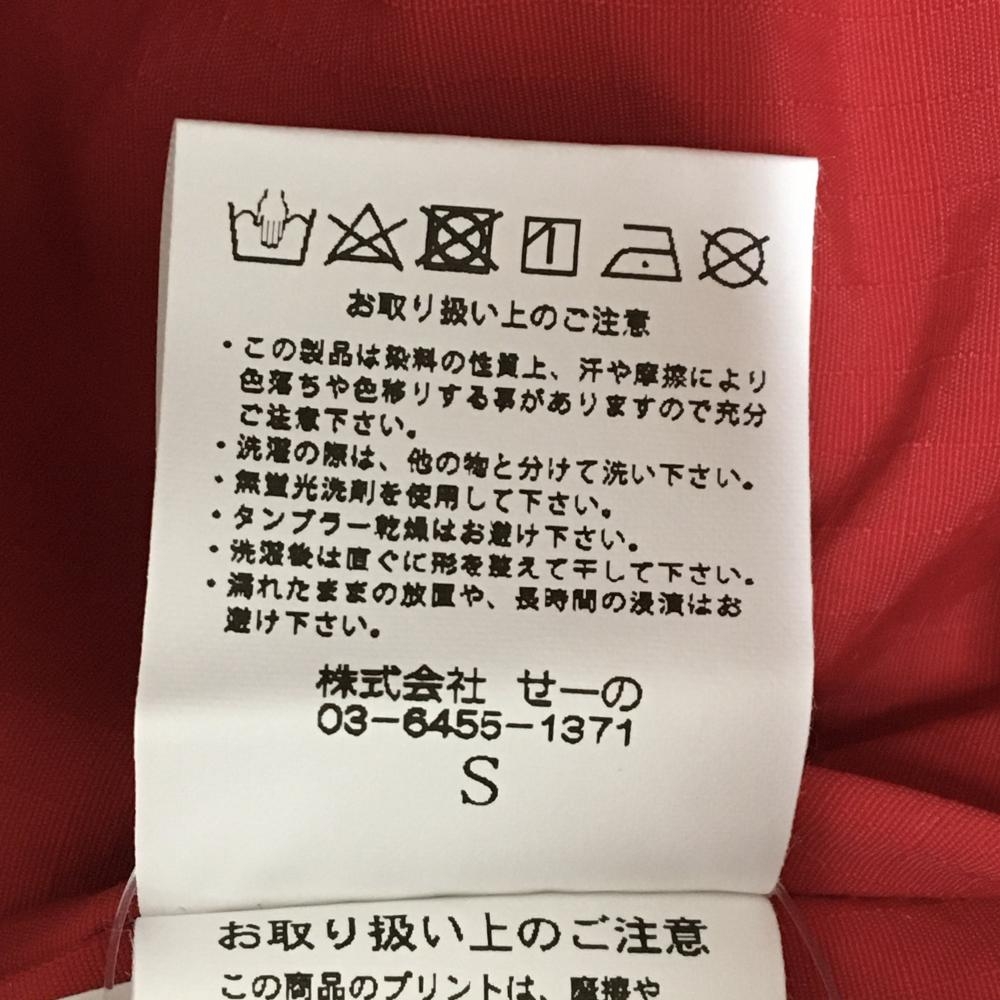 お取り扱い上のご注意
・この製品は染料の性質上、汗や摩擦により
色落ちや色移りする事がありますので充分
ご注意下さい。
・洗濯の際は、他の物と分けて洗い下さい。
・無蛍光洗剤を使用して下さい。
・タンブラー乾燥はお避け下さい。
・洗濯後は直ぐに形を整えて干して下さい。
・濡れたままの放置や、長時間の浸漬はお
避け下さい。
株式会社 せーの
03-6455-1371
S
お取り扱い上のご注意
この商品のプリントは、摩擦や